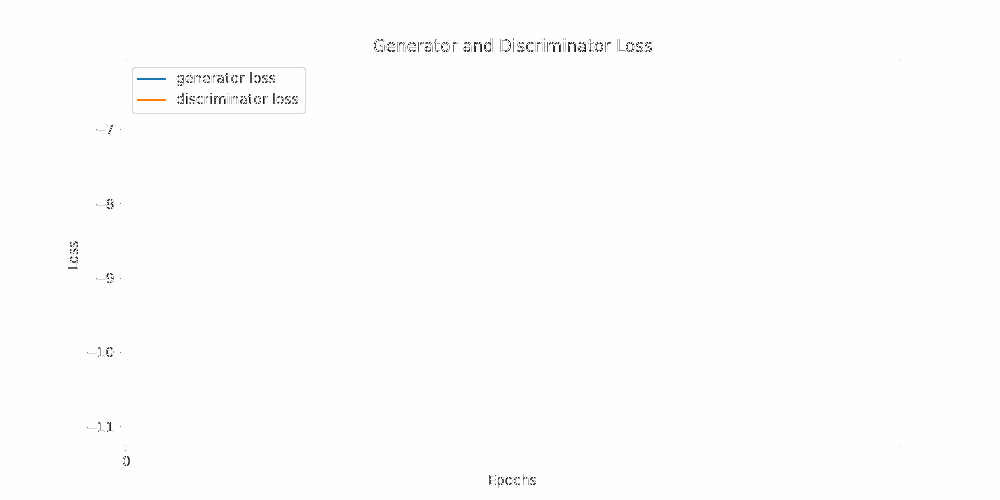 Generator and Discriminator Loss
generator loss
discriminator loss
−7
−8
Loss
−9
−10
−11
0
Epochs